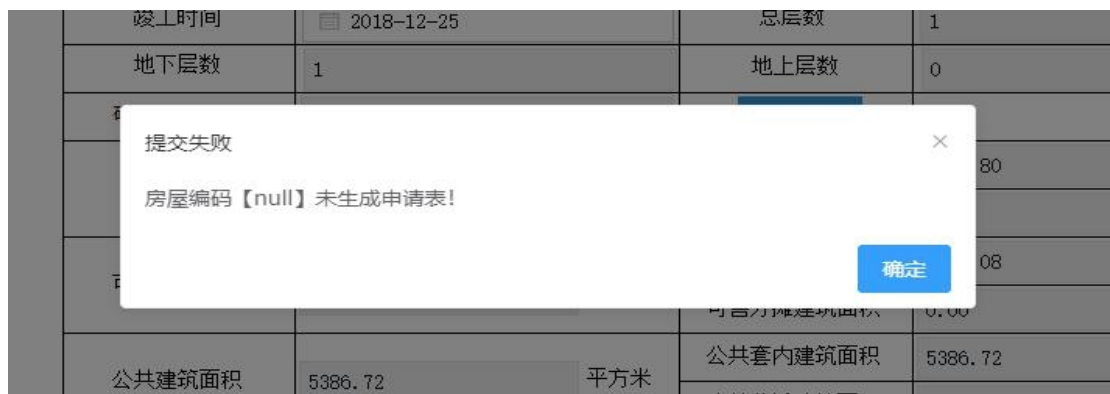 竣工时间 2018-12-25 总层数 1
地下层数 1 地上层数 0
提交失败
80
房屋编码【null】未生成申请表!
确定 08
可售分摊建筑面积 0.00
公共套内建筑面积 5386.72
公共建筑面积 5386.72 平方米